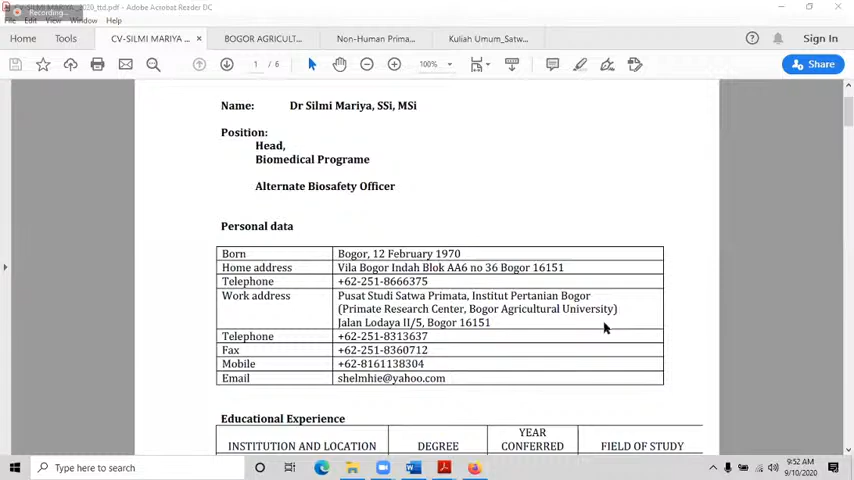 Recording...
CV-SILMI MARIYA _2020_ttd.pdf - Adobe Acrobat Reader DC
File Edit View Window Help
Home Tools CV-SILMI MARIYA ... × BOGOR AGRICULT... Non-Human Prima... Kuliah Umum_Satw... Sign In
1 / 6 100% Share
Name: Dr Silmi Mariya, SSi, MSi
Position:
Head,
Biomedical Programe
Alternate Biosafety Officer
Personal data
Born Bogor, 12 February 1970
Home address Vila Bogor Indah Blok AA6 no 36 Bogor 16151
Telephone +62-251-8666375
Work address Pusat Studi Satwa Primata, Institut Pertanian Bogor
(Primate Research Center, Bogor Agricultural University)
Jalan Lodaya II/5, Bogor 16151
Telephone +62-251-8313637
Fax +62-251-8360712
Mobile +62-8161138304
Email shelmhie@yahoo.com
Educational Experience
INSTITUTION AND LOCATION DEGREE YEAR CONFERRED FIELD OF STUDY
Type here to search 9:52 AM
9/10/2020